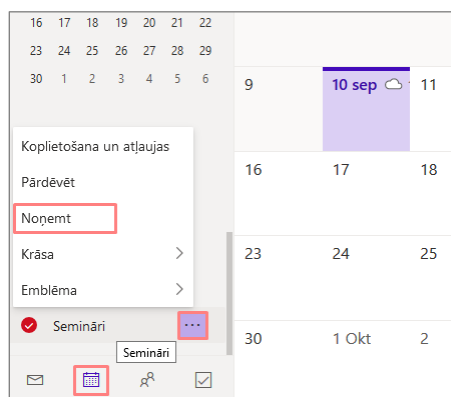 16 17 18 19 20 21 22
23 24 25 26 27 28 29
30 1 2 3 4 5 6
Koplietošana un atļaujas
Pārdēvēt
Noņemt
Krāsa
Emblēma
Semināri
Semināri
9 10 sep 11
16 17 18
23 24 25
30 1 Okt 2